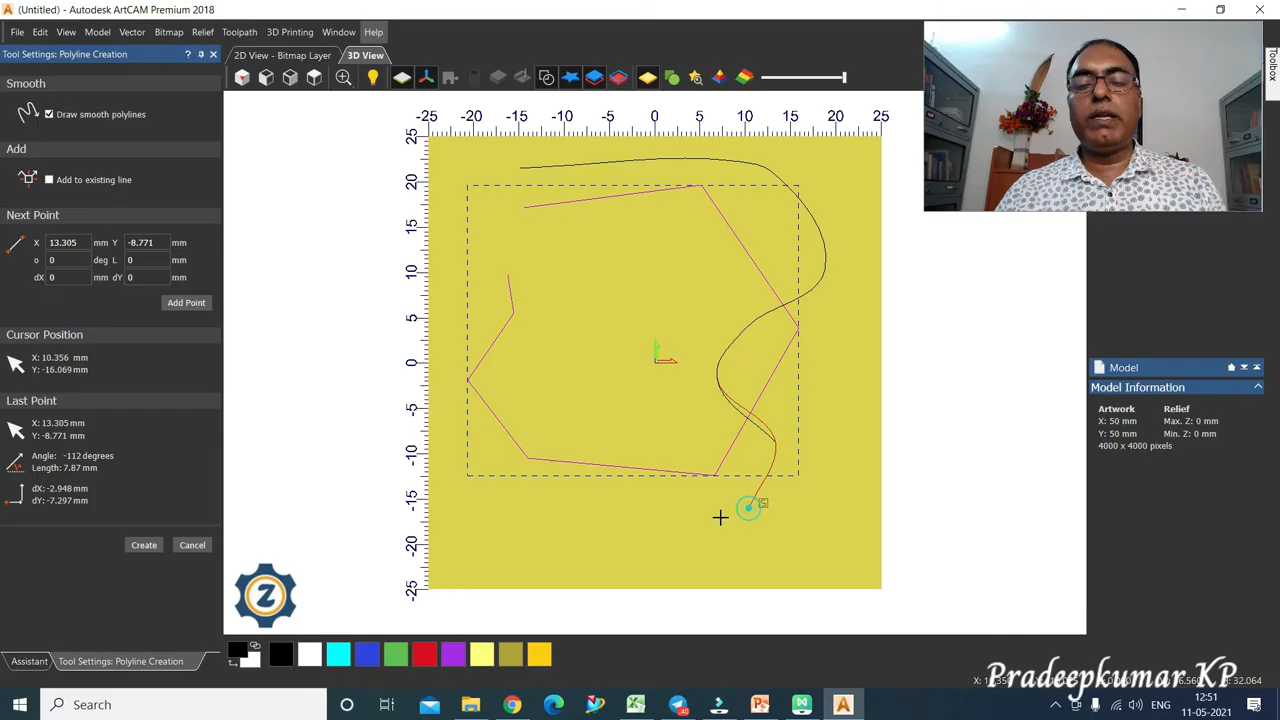 (Untitled) - Autodesk ArtCAM Premium 2018
File Edit View Model Vector Bitmap Relief Toolpath 3D Printing Window Help
Tool Settings: Polyline Creation ?
2D View - Bitmap Layer 3D View
Toolbox
Smooth
Draw smooth polylines
Add
Add to existing line
Next Point
X 13.305 mm Y -8.771 mm
o 0 deg L 0 mm
dX 0 mm dY 0 mm
Add Point
Cursor Position
X: 10.356 mm
Y: -16.069 mm
Last Point
X: 13.305 mm
Y: -8.771 mm
Angle: -112 degrees
Length: 7.87 mm
dX: -2.948 mm
dY: -7.297 mm
Create Cancel
-25 -20 -15 -10 -5 0 5 10 15 20 25
25
20
15
10
5
0
-5
-10
-15
-20
-25
S
Z
Model
Model Information
Artwork Relief
X: 50 mm Max. Z: 0 mm
Y: 50 mm Min. Z: 0 mm
4000 x 4000 pixels
Assistant Tool Settings: Polyline Creation
Pradeepkumar KP
Search
ENG
12:51
11-05-2021